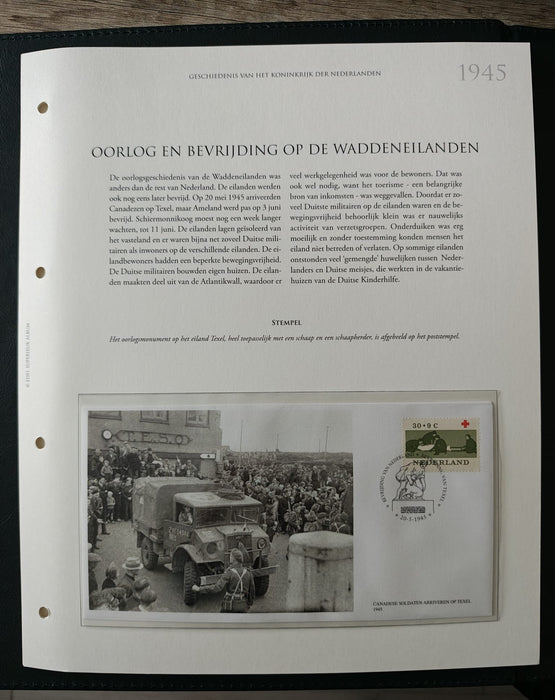 GESCHIEDENIS VAN HET KONINKRIJK DER NEDERLANDEN
1945
OORLOG EN BEVRIJDING OP DE WADDENEILANDEN
De oorlogsgeschiedenis van de Waddeneilanden was
anders dan de rest van Nederland. De eilanden werden
ook nog eens later bevrijd. Op 20 mei 1945 arriveerden
Canadezen op Texel, maar Ameland werd pas op 3 juni
bevrijd. Schiermonnikoog moest nog een week langer
wachten, tot 11 juni. De eilanden lagen geïsoleerd van
het vasteland en er waren bijna net zoveel Duitse mili-
tairen als inwoners op de verschillende eilanden. De ei-
landbewoners hadden een beperkte bewegingsvrijheid.
De Duitse militairen bouwden eigen huizen. De eilan-
den maakten deel uit van de Atlantikwall, waardoor er
veel werkgelegenheid was voor de bewoners. Dat was
ook wel nodig, want het toerisme - een belangrijke
bron van inkomsten - was weggevallen. Doordat er zo-
veel Duitse militairen op de eilanden waren en de be-
wegingsvrijheid behoorlijk klein was er nauwelijks
activiteit van verzetsgroepen. Onderduiken was erg
moeilijk en zonder toestemming konden mensen het
eiland niet betreden of verlaten. Op sommige eilanden
ontstonden veel 'gemengde' huwelijken tussen Neder-
landers en Duitse meisjes, die werkten in de vakantie-
huizen van de Duitse Kinderhilfe.
STEMPEL
Het oorlogsmonument op het eiland Texel, heel toepasselijk met een schaap en een schaapherder, is afgebeeld op het poststempel.
T.E.S.O
30+9 C
NEDERLAND
BEVRIJDING VAN NEDERLAND
VAN TEXEL
20-5-1945
CANADESE SOLDATEN ARRIVEREN OP TEXEL
1945